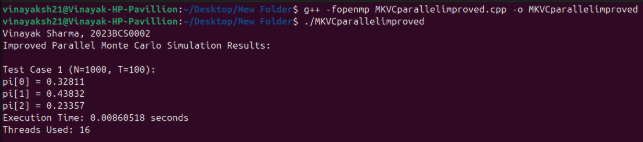 vinayaksh21@Vinayak-HP-Pavillion:~/Desktop/New Folder$ g++ -fopenmp MKVCparallelimproved.cpp -o MKVCparallelimproved
vinayaksh21@Vinayak-HP-Pavillion:~/Desktop/New Folder$ ./MKVCparallelimproved
Vinayak Sharma, 2023BCS0002
Improved Parallel Monte Carlo Simulation Results:
Test Case 1 (N=1000, T=100):
pi[0] = 0.32811
pi[1] = 0.43832
pi[2] = 0.23357
Execution Time: 0.00860518 seconds
Threads Used: 16